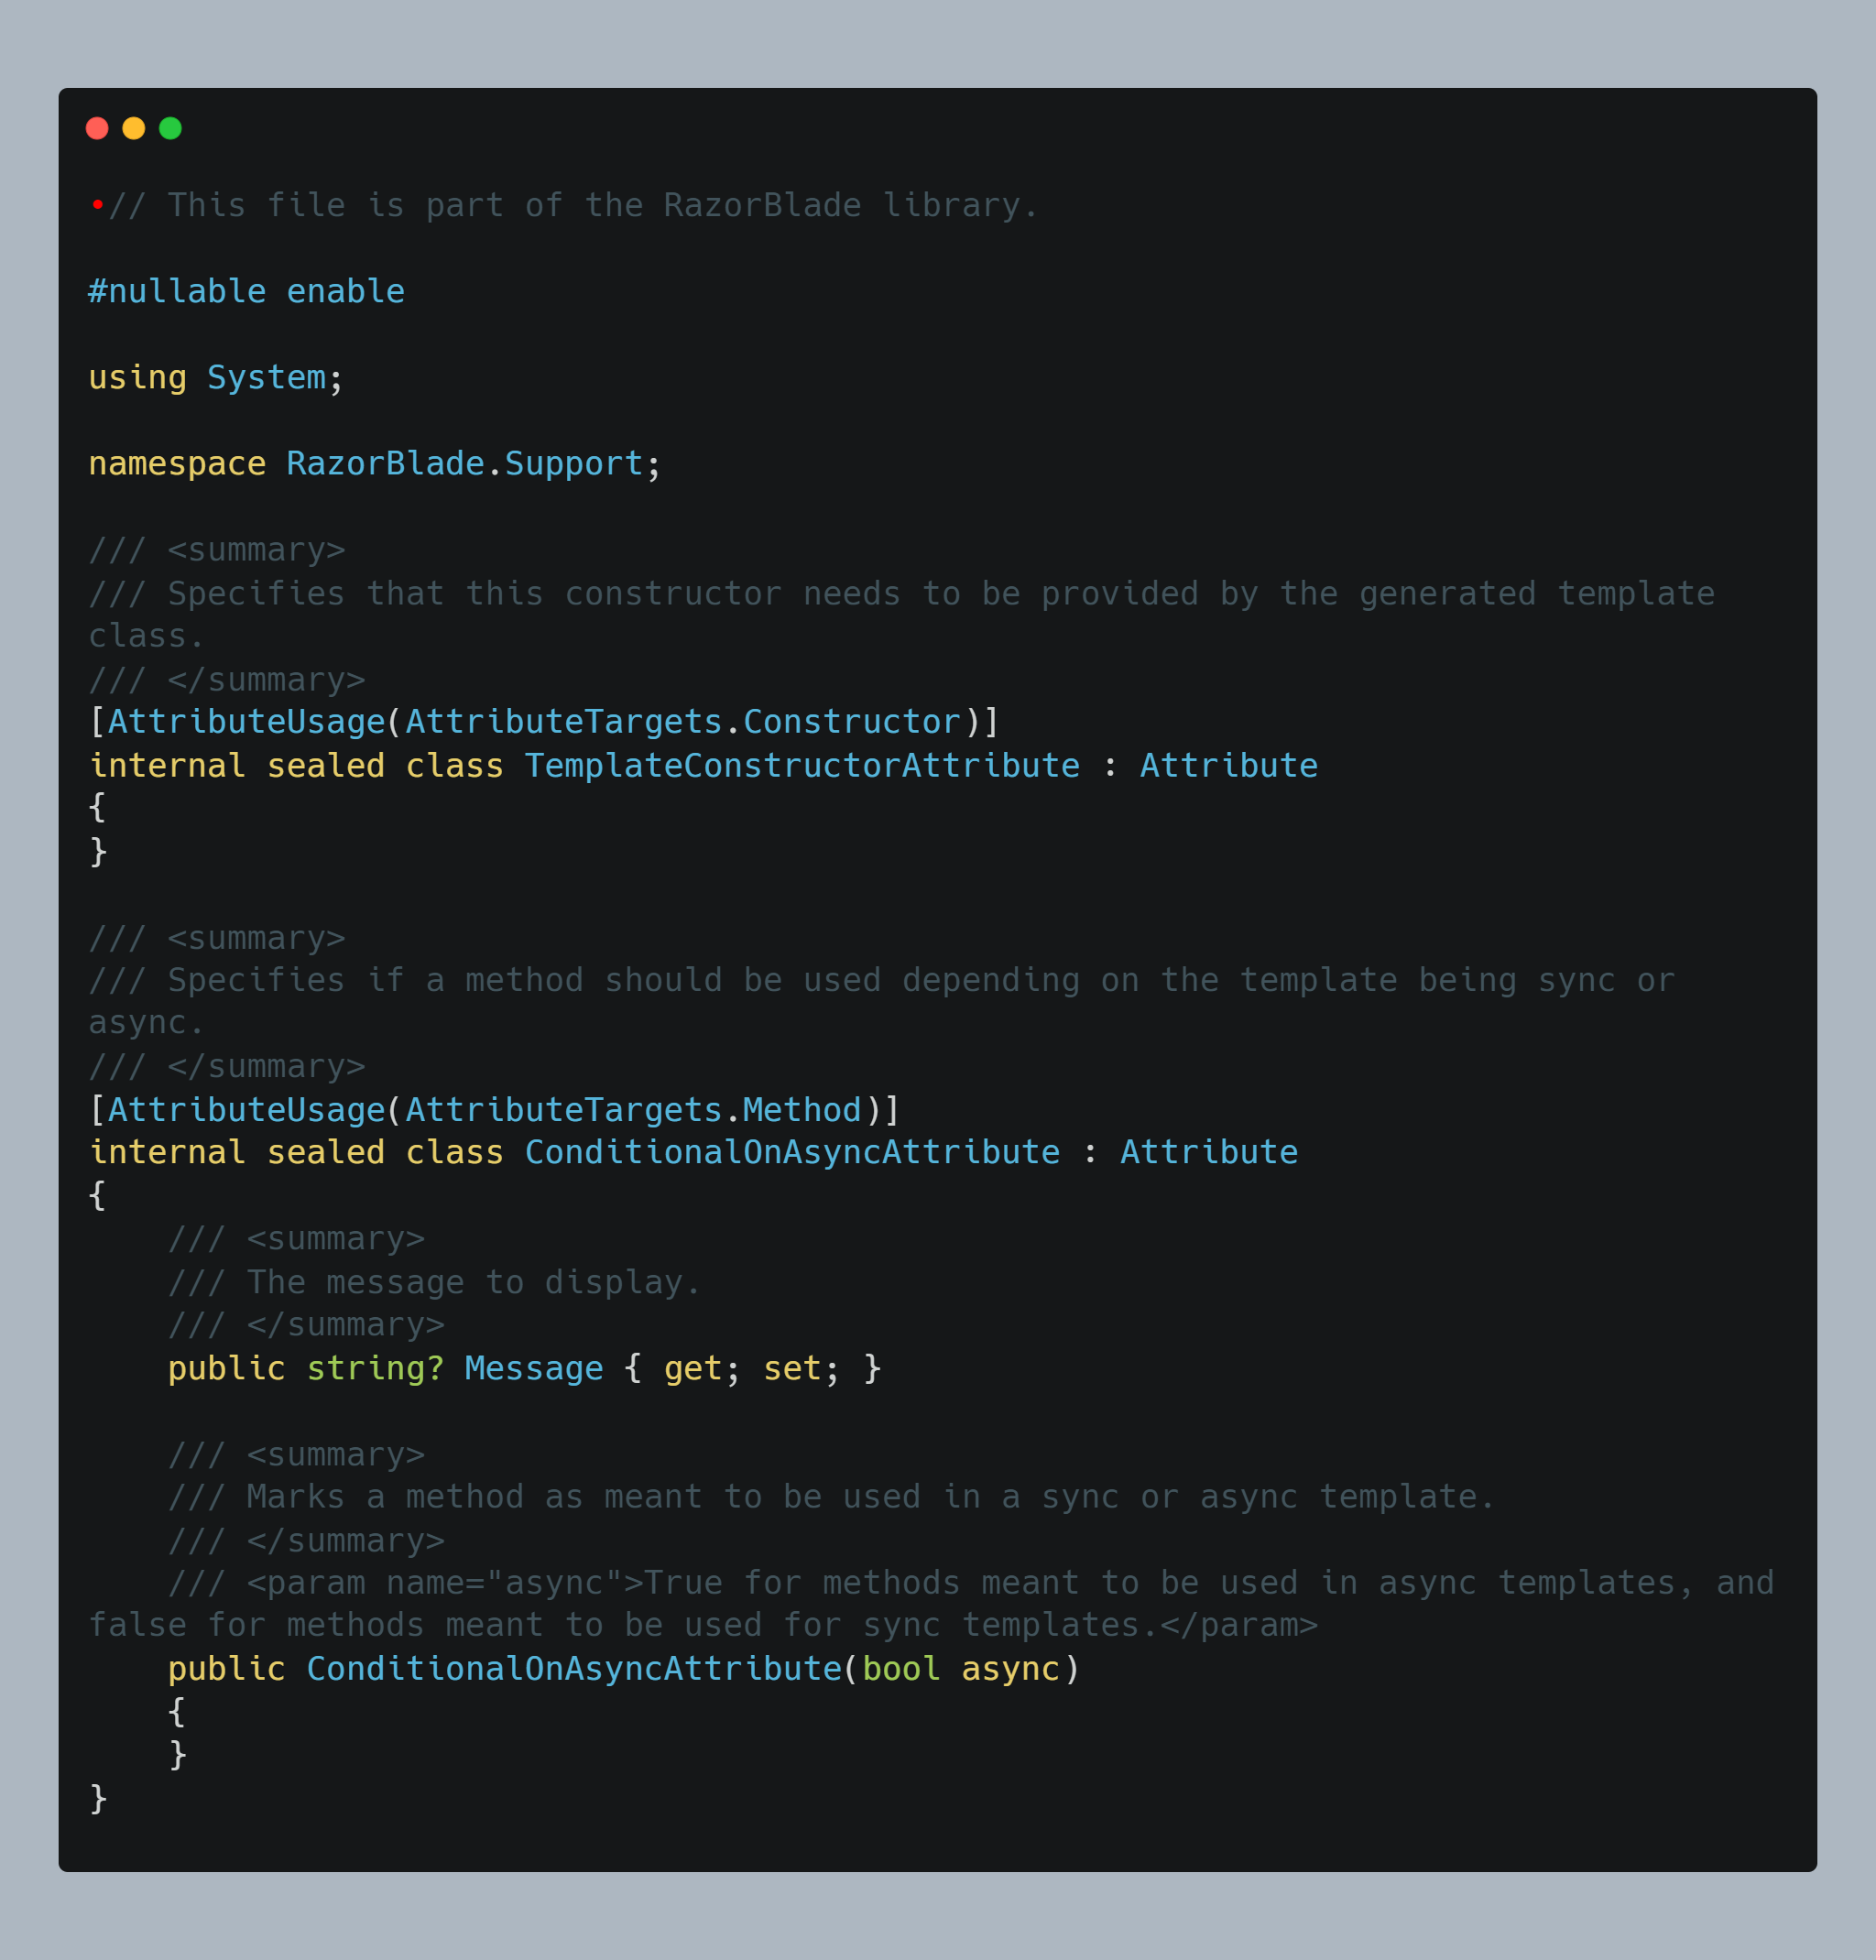 •// This file is part of the RazorBlade library.

#nullable enable

using System;

namespace RazorBlade.Support;

/// <summary>
/// Specifies that this constructor needs to be provided by the generated template
class.
/// </summary>
[AttributeUsage(AttributeTargets.Constructor)]
internal sealed class TemplateConstructorAttribute : Attribute
{
}

/// <summary>
/// Specifies if a method should be used depending on the template being sync or
async.
/// </summary>
[AttributeUsage(AttributeTargets.Method)]
internal sealed class ConditionalOnAsyncAttribute : Attribute
{
    /// <summary>
    /// The message to display.
    /// </summary>
    public string? Message { get; set; }

    /// <summary>
    /// Marks a method as meant to be used in a sync or async template.
    /// </summary>
    /// <param name="async">True for methods meant to be used in async templates, and
false for methods meant to be used for sync templates.</param>
    public ConditionalOnAsyncAttribute(bool async)
    {
    }
}